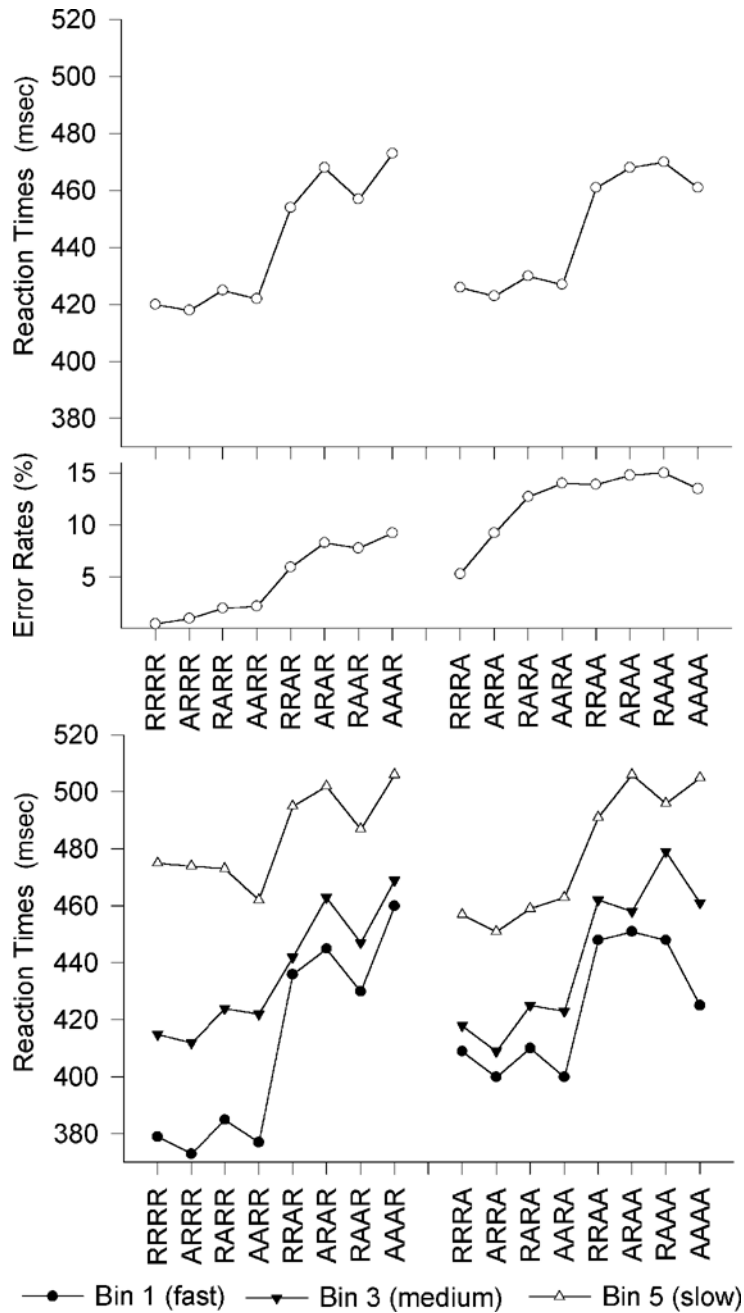 Reaction Times (msec)
520
500
480
460
440
420
400
380
Error Rates (%)
15
10
5
RRRR
ARRR
RARR
AARR
RRAR
ARAR
RAAR
AAAR
RRRA
ARRA
RARA
AARA
RRAA
ARAA
RAAA
AAAA
Reaction Times (msec)
520
500
480
460
440
420
400
380
RRRR
ARRR
RARR
AARR
RRAR
ARAR
RAAR
AAAR
RRRA
ARRA
RARA
AARA
RRAA
ARAA
RAAA
AAAA
Bin 1 (fast) Bin 3 (medium) Bin 5 (slow)